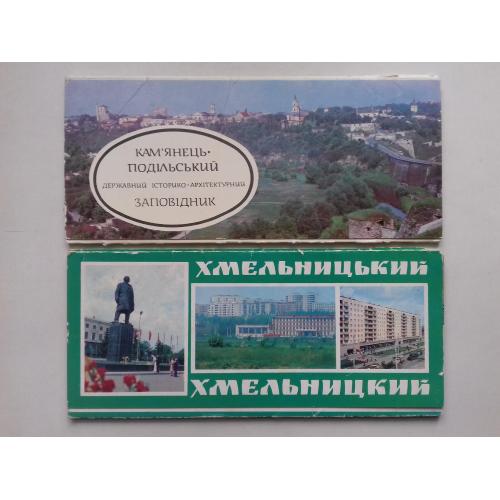 КАМ'ЯНЕЦЬ-
ПОДІЛЬСЬКИЙ
ДЕРЖАВНИЙ ІСТОРИКО-АРХІТЕКТУРНИЙ
ЗАПОВІДНИК
ХМЕЛЬНИЦЬКИЙ
ХМЕЛЬНИЦКИЙ